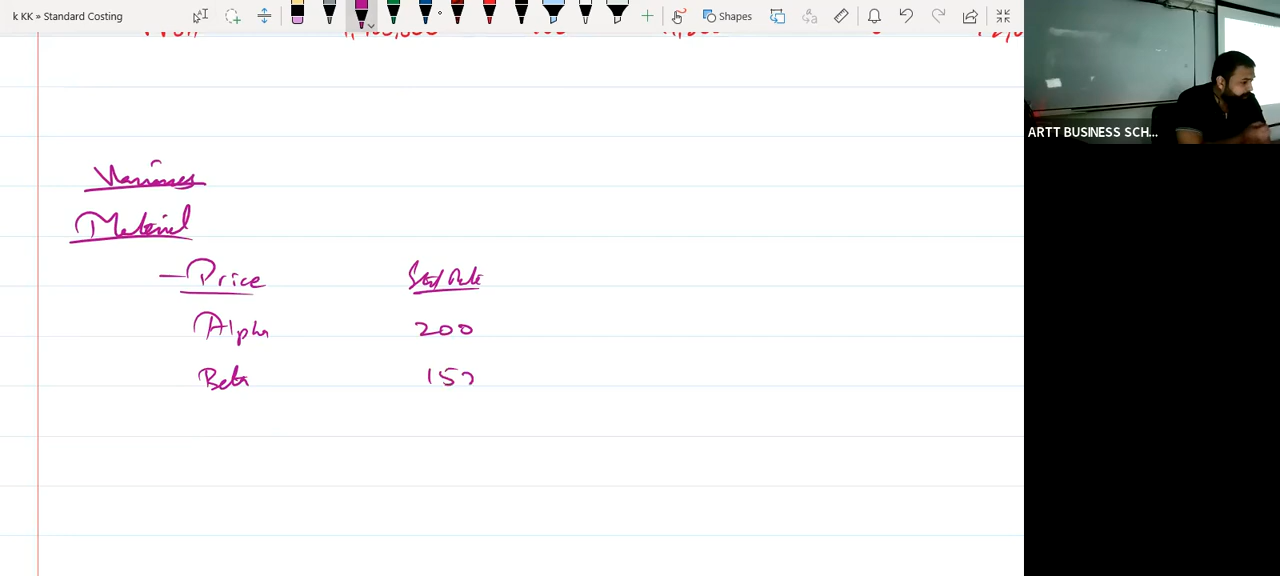 k KK » Standard Costing
Shapes
ARTT BUSINESS SCH...
Variances
Material
- Price Std Rate
Alpha 200
Beta 150